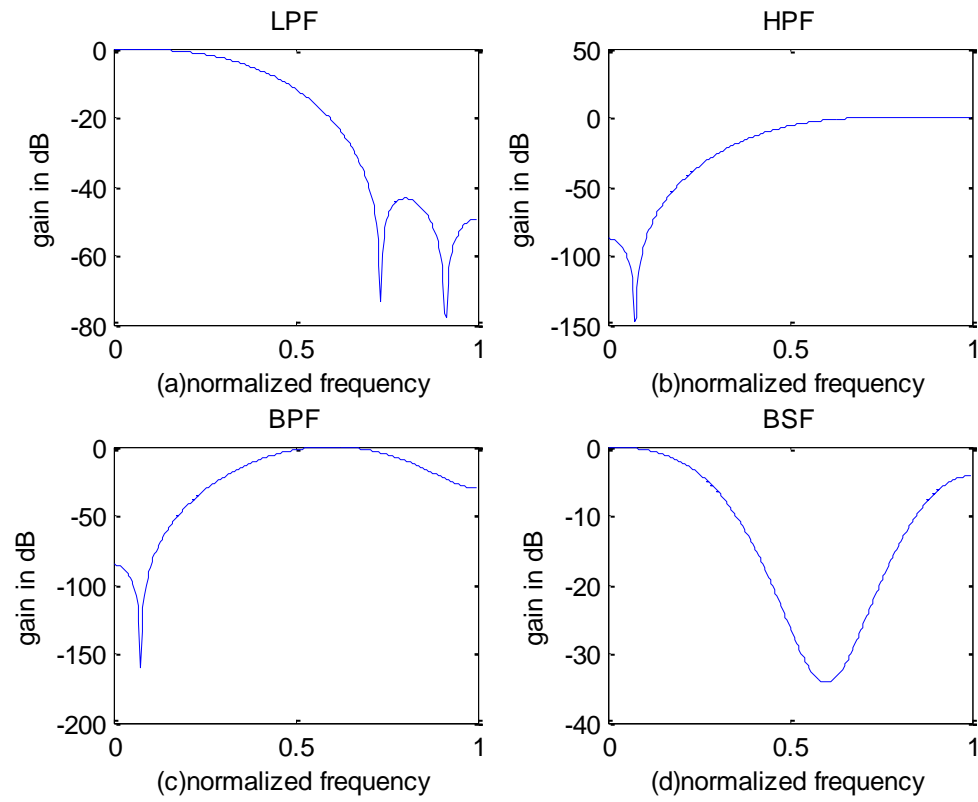 LPF
0
-20
-40
-60
-80
gain in dB
0 0.5 1
(a)normalized frequency
HPF
50
0
-50
-100
-150
gain in dB
0 0.5 1
(b)normalized frequency
BPF
0
-50
-100
-150
-200
gain in dB
0 0.5 1
(c)normalized frequency
BSF
0
-10
-20
-30
-40
gain in dB
0 0.5 1
(d)normalized frequency